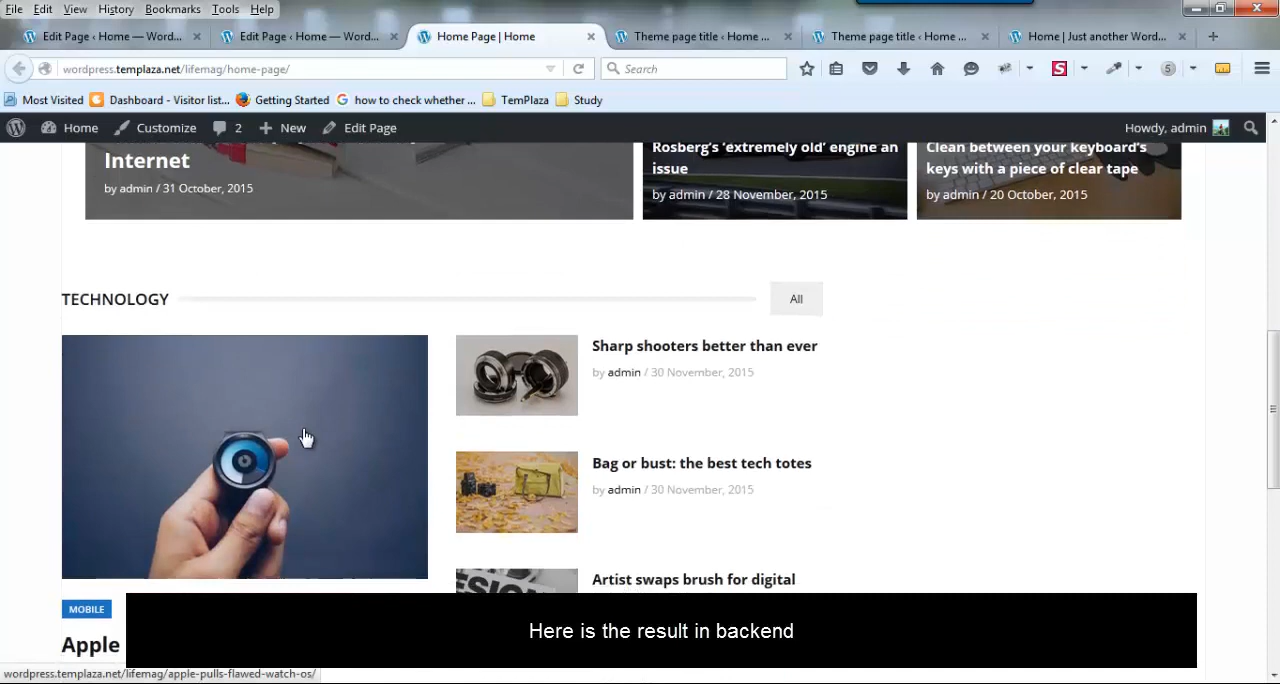 File Edit View History Bookmarks Tools Help
Edit Page ‹ Home — Word... × Edit Page ‹ Home — Word... × Home Page | Home × Theme page title ‹ Home ... × Theme page title ‹ Home ... × Home | Just another Word... × +
wordpress.templaza.net/lifemag/home-page/ Search S 5
Most Visited Dashboard - Visitor list... Getting Started how to check whether ... TemPlaza Study
Home Customize 2 New Edit Page Howdy, admin
Internet
by admin / 31 October, 2015
Rosberg's 'extremely old' engine an
issue
by admin / 28 November, 2015
Clean between your keyboard's
keys with a piece of clear tape
by admin / 20 October, 2015
TECHNOLOGY All
Sharp shooters better than ever
by admin / 30 November, 2015
Bag or bust: the best tech totes
by admin / 30 November, 2015
Artist swaps brush for digital
MOBILE
Apple
Here is the result in backend
wordpress.templaza.net/lifemag/apple-pulls-flawed-watch-os/